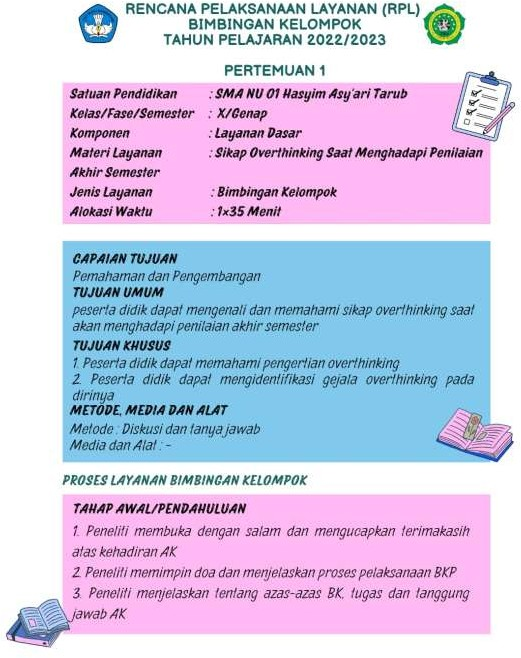 RENCANA PELAKSANAAN LAYANAN (RPL)
BIMBINGAN KELOMPOK
TAHUN PELAJARAN 2022/2023
PERTEMUAN 1
Satuan Pendidikan : SMA NU 01 Hasyim Asy'ari Tarub
Kelas/Fase/Semester : X/Genap
Komponen : Layanan Dasar
Materi Layanan : Sikap Overthinking Saat Menghadapi Penilaian
Akhir Semester
Jenis Layanan : Bimbingan Kelompok
Alokasi Waktu : 1x35 Menit
CAPAIAN TUJUAN
Pemahaman dan Pengembangan
TUJUAN UMUM
peserta didik dapat mengenali dan memahami sikap overthinking saat
akan menghadapi penilaian akhir semester
TUJUAN KHUSUS
1. Peserta didik dapat memahami pengertian overthinking
2. Peserta didik dapat mengidentifikasi gejala overthinking pada
dirinya
METODE, MEDIA DAN ALAT
Metode : Diskusi dan tanya jawab
Media dan Alat : -
PROSES LAYANAN BIMBINGAN KELOMPOK
TAHAP AWAL/PENDAHULUAN
1. Peneliti membuka dengan salam dan mengucapkan terimakasih
atas kehadiran AK
2. Peneliti memimpin doa dan menjelaskan proses pelaksanaan BKP
3. Peneliti menjelaskan tentang azas-azas BK, tugas dan tanggung
jawab AK